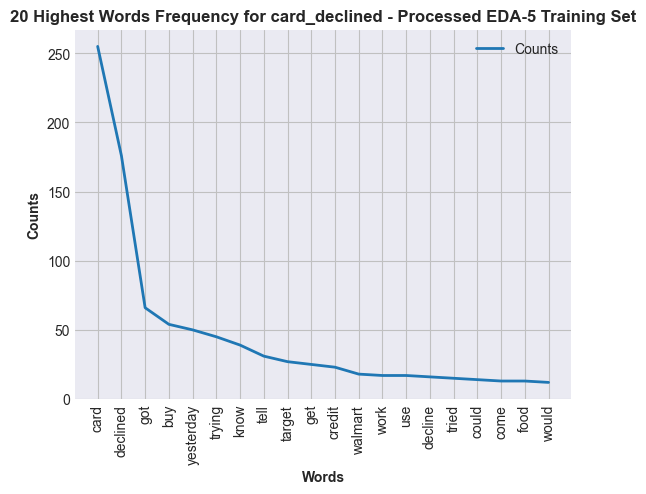 20 Highest Words Frequency for card_declined - Processed EDA-5 Training Set
Counts
250
200
150
100
50
0
Counts
card
declined
got
buy
yesterday
trying
know
tell
target
get
credit
walmart
work
use
decline
tried
could
come
food
would
Words